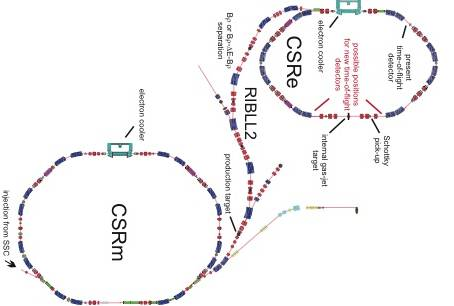 Bρ or Bρ-ΔE-Bρ
separation
electron cooler
CSRe
possible positions
for new time-of-flight
detectors
present
time-of-flight
detector
RIBLL2
Schottky
pick-up
internal gas-jet
target
electron cooler
production target
CSRm
injection from SSC